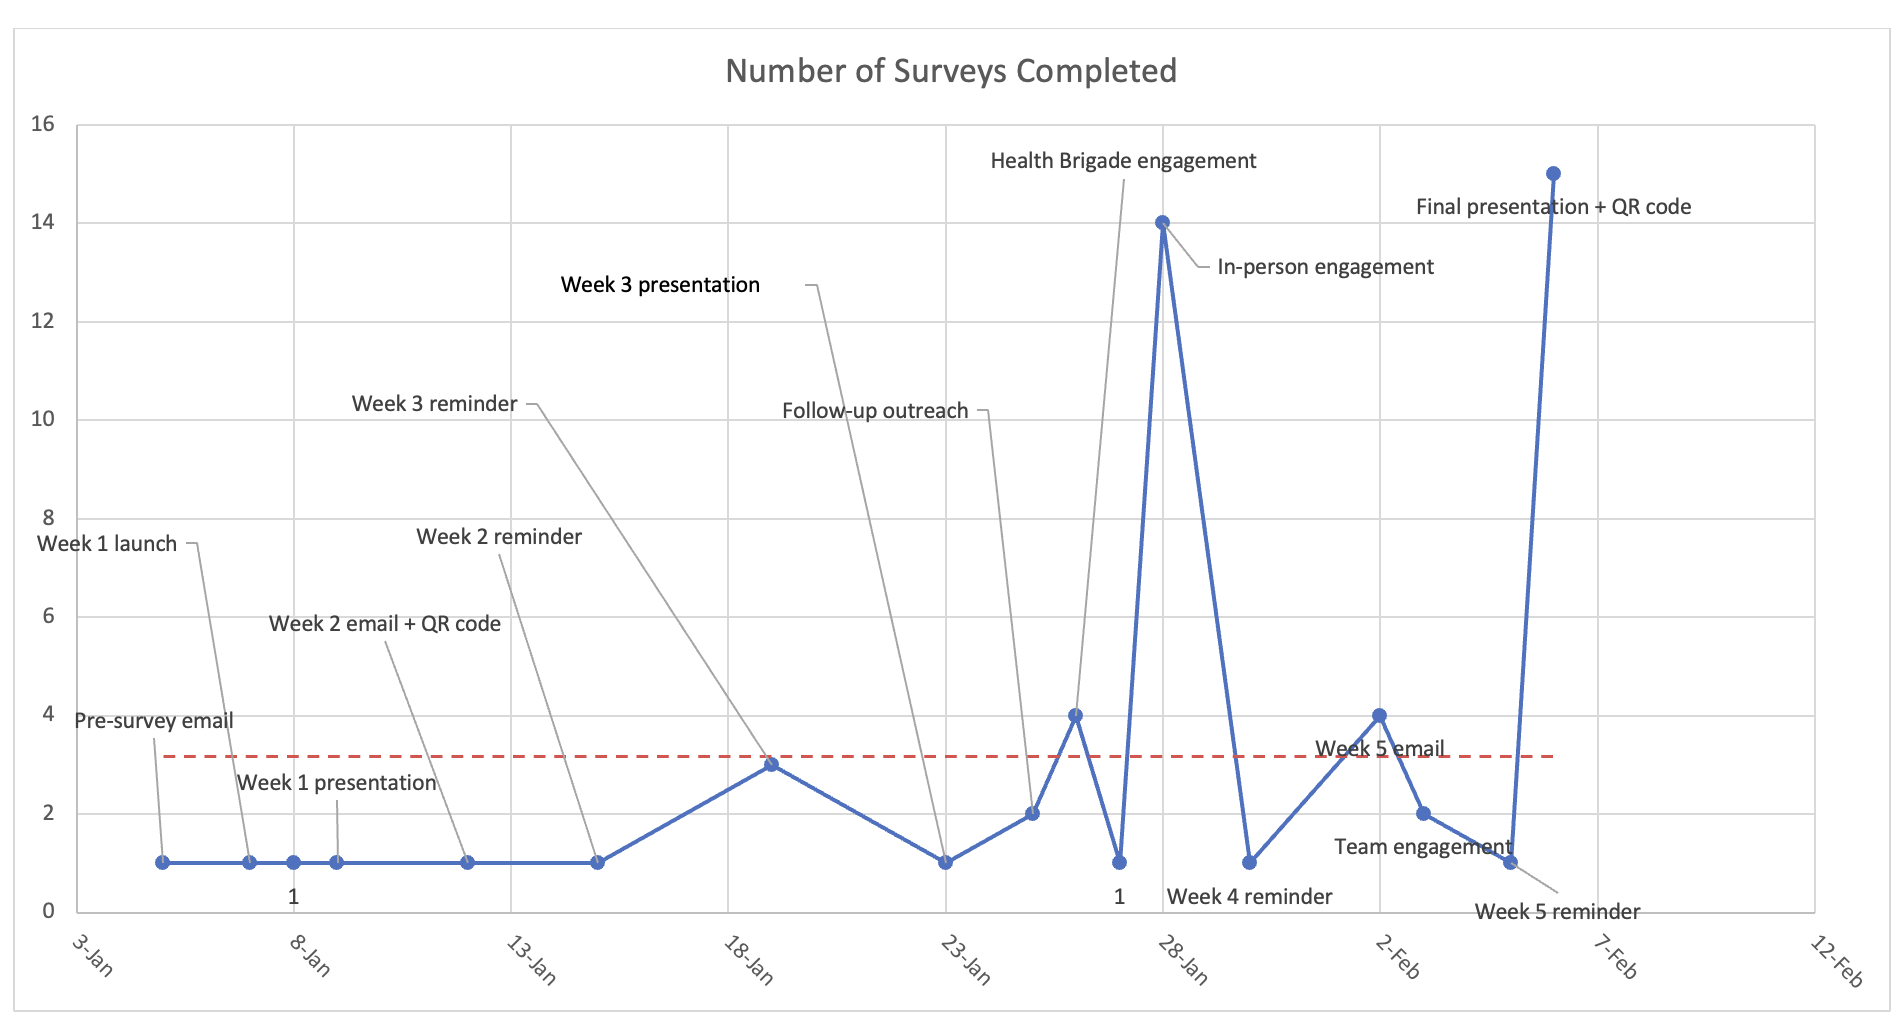 Number of Surveys Completed
16
Health Brigade engagement
Final presentation + QR code
14
In-person engagement
Week 3 presentation
12
Week 3 reminder
Follow-up outreach
10
8
Week 2 reminder
Week 1 launch
6
Week 2 email + QR code
4
Pre-survey email
Week 5 email
Week 1 presentation
2
Team engagement
1
1
Week 4 reminder
0
Week 5 reminder
3-Jan
8-Jan
13-Jan
18-Jan
23-Jan
28-Jan
2-Feb
7-Feb
12-Feb